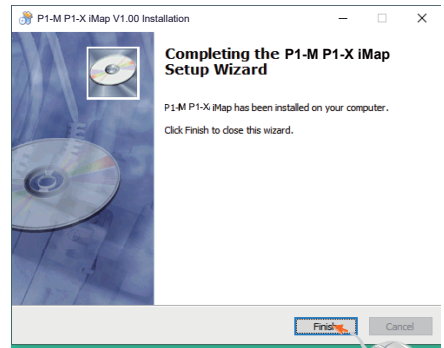 P1-M P1-X iMap V1.00 Installation
Completing the P1-M P1-X iMap
Setup Wizard
P1-M P1-X iMap has been installed on your computer.
Click Finish to close this wizard.
Finish
Cancel